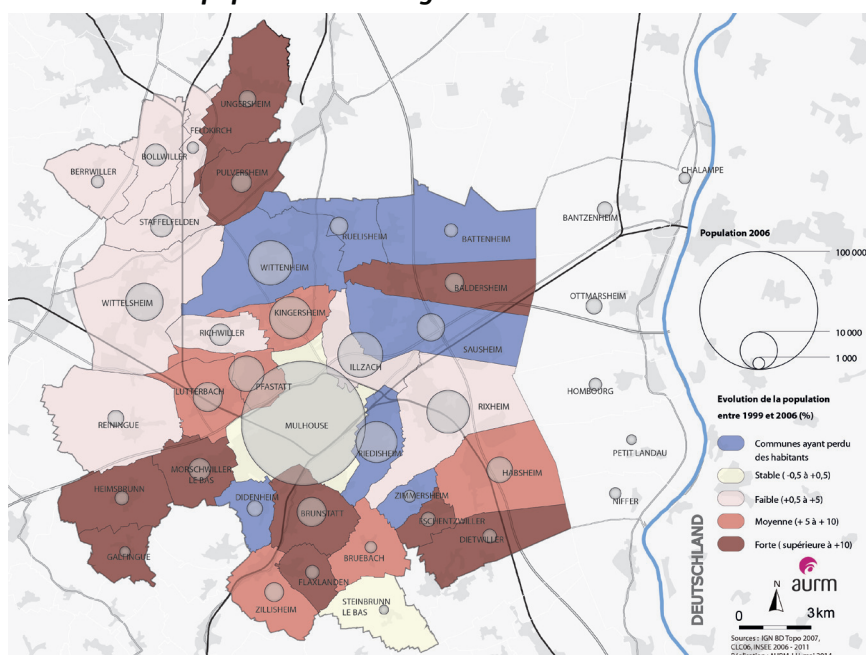 UNGERSHEIM
FELDKIRCH
BOLLWILLER
BERRWILLER
PULVERSHEIM
CHALAMPE
BANTZENHEIM
STAFFELFELDEN
RUELISHEIM
BATTENHEIM
WITTENHEIM
BALDERSHEIM
WITTELSHEIM
OTTMARSHEIM
KINGERSHEIM
RICHWILLER
SAUSHEIM
ILLZACH
PFASTATT
LUTTERBACH
HOMBOURG
RIXHEIM
REININGUE
MULHOUSE
RIEDISHEIM
PETIT LANDAU
MORSCHWILLER
LE BAS
HABSHEIM
HEIMSBRUNN
DIDENHEIM
ZIMMERSHEIM
NIFFER
BRUNSTATT
ESCHENTZWILLER
DIETWILLER
GALFINGUE
BRUEBACH
FLAXLANDEN
ZILLISHEIM
STEINBRUNN
LE BAS
DEUTSCHLAND
Population 2006
100 000
10 000
1 000
Evolution de la population
entre 1999 et 2006 (%)
Communes ayant perdu
des habitants
Stable (-0,5 à +0,5)
Faible (+0,5 à +5)
Moyenne (+ 5 à + 10)
Forte ( supérieure à +10)
aurm
N
0 3km
Sources : IGN BD Topo 2007,
CLC06, INSEE 2006 - 2011